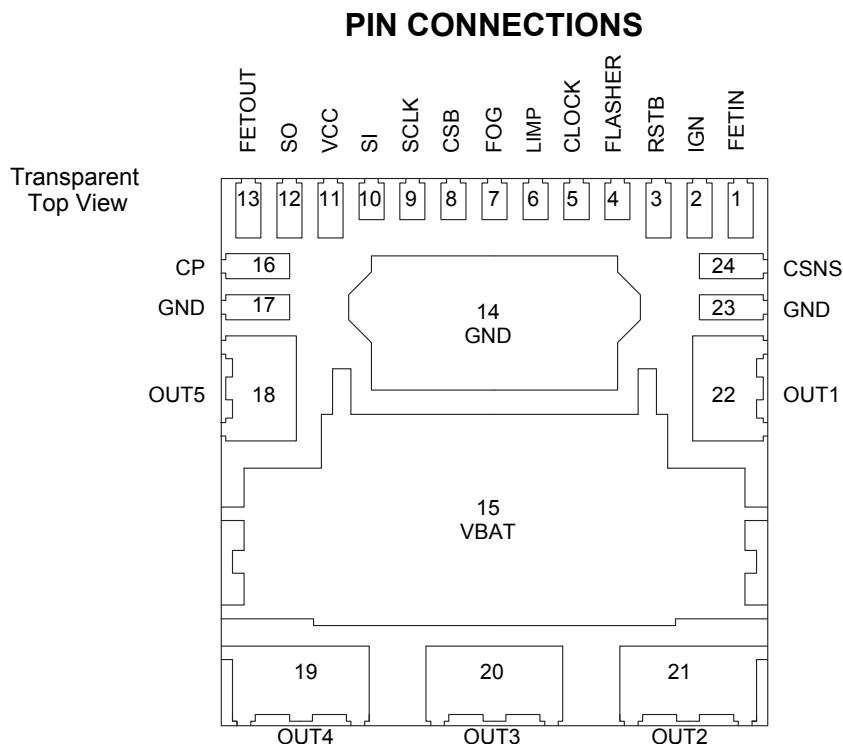 PIN CONNECTIONS
FETOUT
SO
VCC
SI
SCLK
CSB
FOG
LIMP
CLOCK
FLASHER
RSTB
IGN
FETIN
Transparent
Top View
13 12 11 10 9 8 7 6 5 4 3 2 1
CP 16 24 CSNS
GND 17 23 GND
14
GND
OUT5 18 22 OUT1
15
VBAT
19 20 21
OUT4 OUT3 OUT2